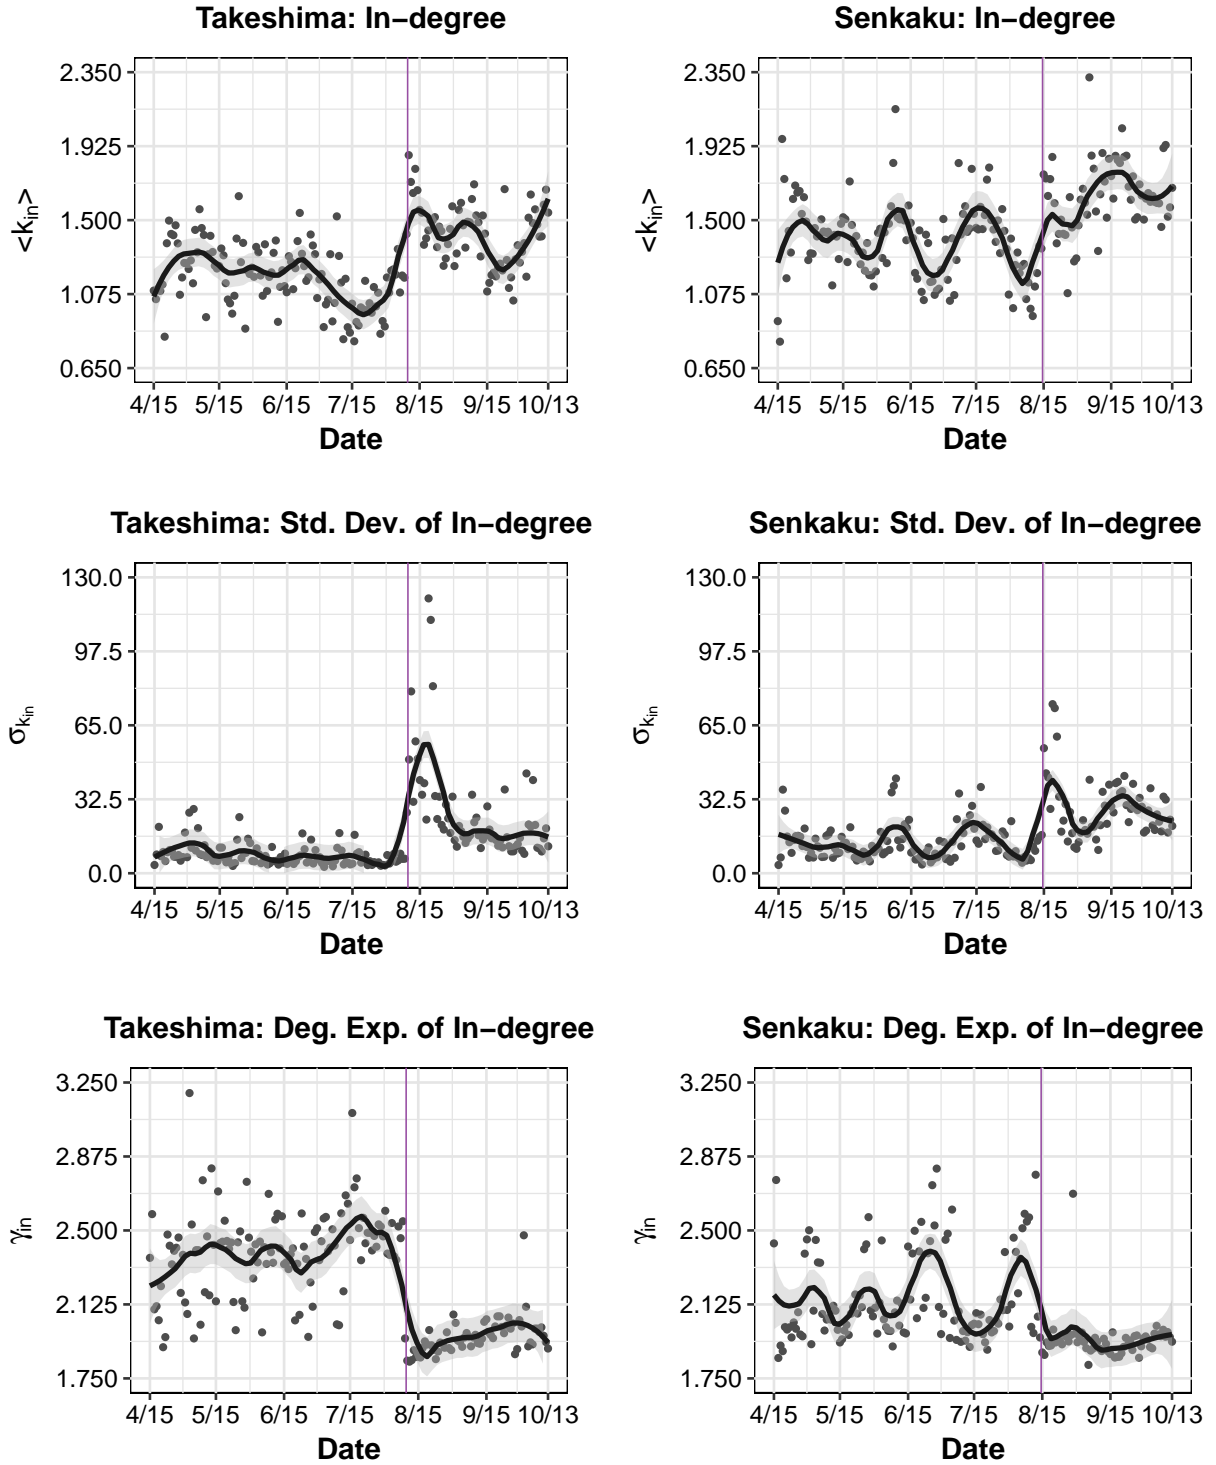 Takeshima: In−degree
Senkaku: In−degree
<kin>
2.350
1.925
1.500
1.075
0.650
4/15 5/15 6/15 7/15 8/15 9/15 10/13
Date
<kin>
2.350
1.925
1.500
1.075
0.650
4/15 5/15 6/15 7/15 8/15 9/15 10/13
Date
Takeshima: Std. Dev. of In−degree
Senkaku: Std. Dev. of In−degree
σkin
130.0
97.5
65.0
32.5
0.0
4/15 5/15 6/15 7/15 8/15 9/15 10/13
Date
σkin
130.0
97.5
65.0
32.5
0.0
4/15 5/15 6/15 7/15 8/15 9/15 10/13
Date
Takeshima: Deg. Exp. of In−degree
Senkaku: Deg. Exp. of In−degree
γin
3.250
2.875
2.500
2.125
1.750
4/15 5/15 6/15 7/15 8/15 9/15 10/13
Date
γin
3.250
2.875
2.500
2.125
1.750
4/15 5/15 6/15 7/15 8/15 9/15 10/13
Date